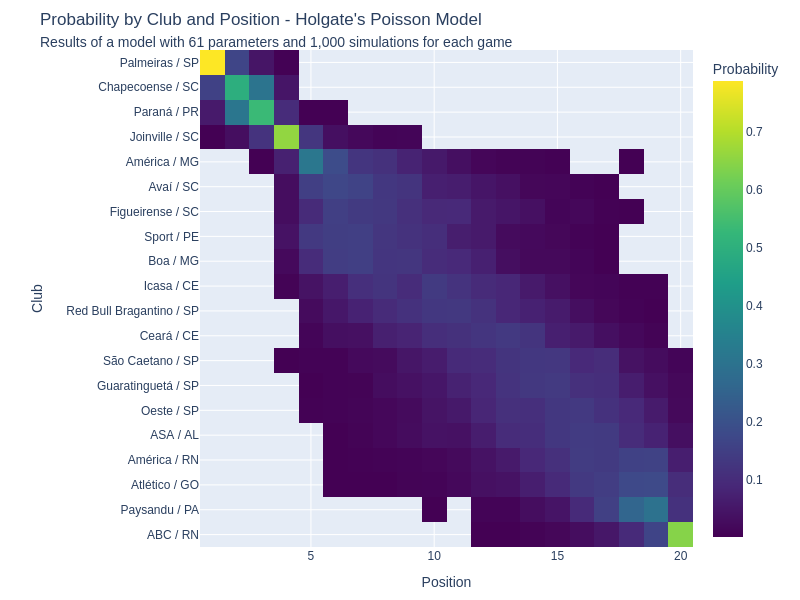 Probability by Club and Position - Holgate's Poisson Model
Results of a model with 61 parameters and 1,000 simulations for each game
Probability
Palmeiras / SP
Chapecoense / SC
Paraná / PR
Joinville / SC
América / MG
Avaí / SC
Figueirense / SC
Sport / PE
Boa / MG
Icasa / CE
Red Bull Bragantino / SP
Ceará / CE
São Caetano / SP
Guaratinguetá / SP
Oeste / SP
ASA / AL
América / RN
Atlético / GO
Paysandu / PA
ABC / RN
Club
5
10
15
20
Position
0.7
0.6
0.5
0.4
0.3
0.2
0.1